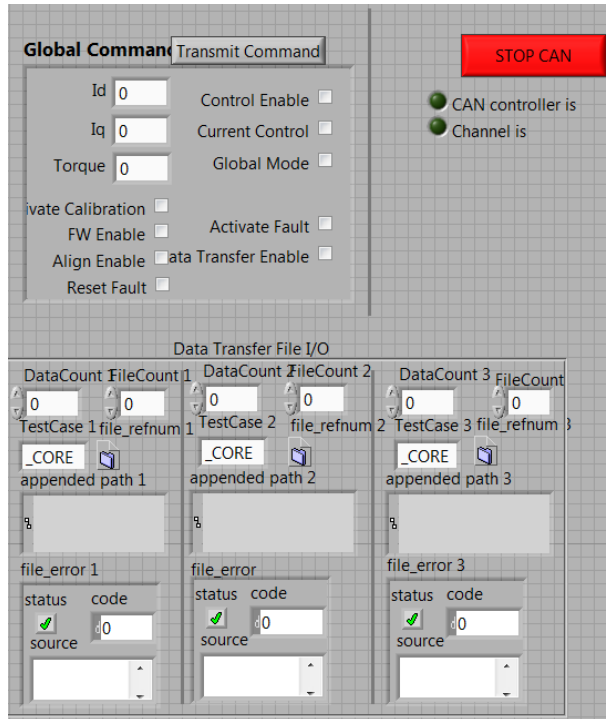 Global Comman Transmit Command
STOP CAN
Id 0 Control Enable
CAN controller is
Iq 0 Current Control
Channel is
Torque 0 Global Mode
ivate Calibration
FW Enable Activate Fault
Align Enable ata Transfer Enable
Reset Fault
Data Transfer File I/O
DataCount 1 FileCount 1 DataCount 2 FileCount 2 DataCount 3 FileCount
0 0 0 0 0 0
TestCase 1 file_refnum 1 TestCase 2 file_refnum 2 TestCase 3 file_refnum 3
_CORE _CORE _CORE
appended path 1 appended path 2 appended path 3
file_error 1 file_error file_error 3
status code status code status code
d0 d0 d0
source source source